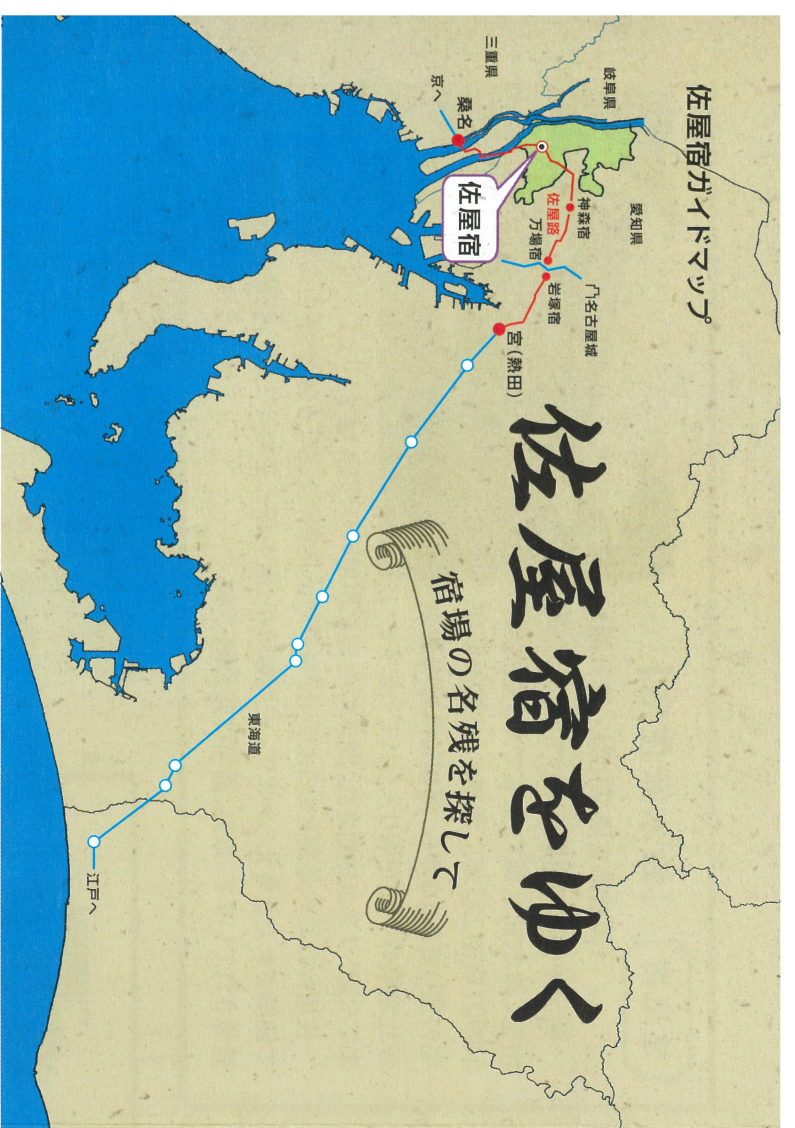 佐屋宿ガイドマップ
佐屋宿をゆく
宿場の名残を探して
岐阜県
愛知県
三重県
京へ
桑名
佐屋宿
神森宿
佐屋路
万場宿
岩塚宿
名古屋城
宮（熱田）
東海道
江戸へ